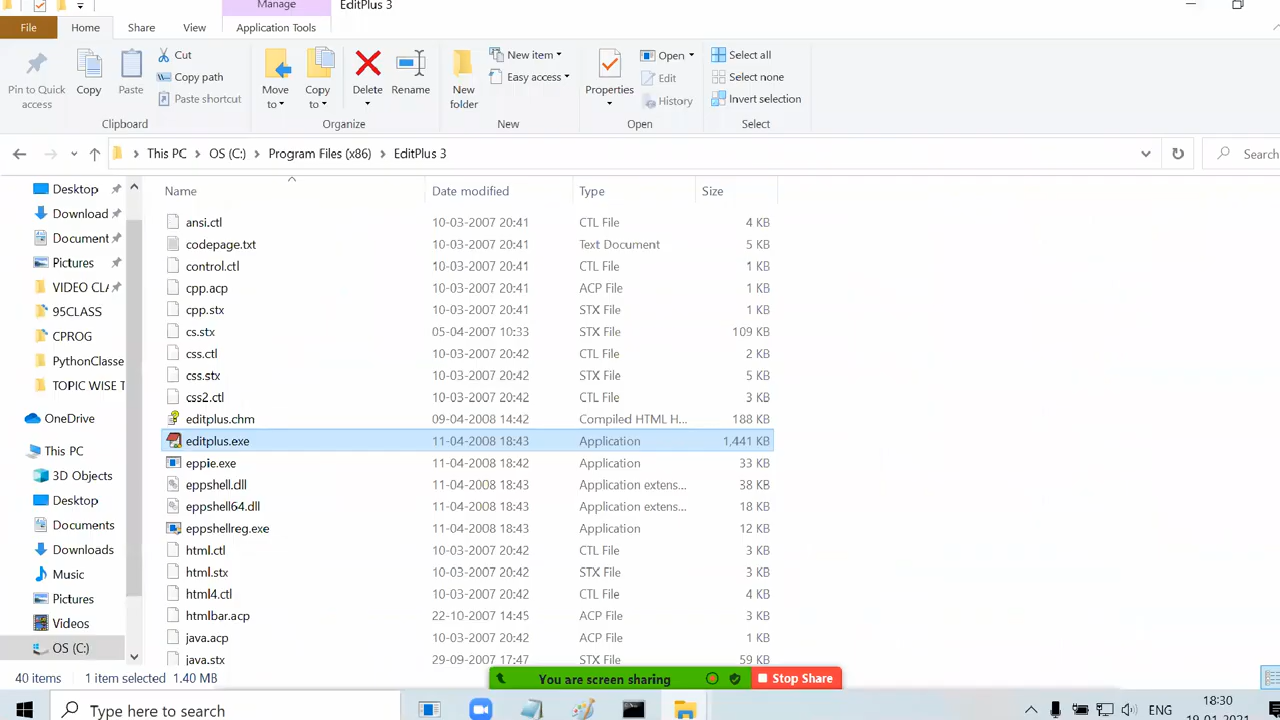 Manage
EditPlus 3
File
Home
Share
View
Application Tools
Pin to Quick access
Copy
Paste
Cut
Copy path
Paste shortcut
Clipboard
Move to
Copy to
Delete
Rename
Organize
New folder
New item
Easy access
New
Properties
Open
Edit
History
Open
Select all
Select none
Invert selection
Select
This PC > OS (C:) > Program Files (x86) > EditPlus 3
Search
Name Date modified Type Size
ansi.ctl 10-03-2007 20:41 CTL File 4 KB
codepage.txt 10-03-2007 20:41 Text Document 5 KB
control.ctl 10-03-2007 20:41 CTL File 1 KB
cpp.acp 10-03-2007 20:41 ACP File 1 KB
cpp.stx 10-03-2007 20:41 STX File 1 KB
cs.stx 05-04-2007 10:33 STX File 109 KB
css.ctl 10-03-2007 20:42 CTL File 2 KB
css.stx 10-03-2007 20:42 STX File 5 KB
css2.ctl 10-03-2007 20:42 CTL File 3 KB
editplus.chm 09-04-2008 14:42 Compiled HTML H... 188 KB
editplus.exe 11-04-2008 18:43 Application 1,441 KB
eppie.exe 11-04-2008 18:42 Application 33 KB
eppshell.dll 11-04-2008 18:43 Application extens... 38 KB
eppshell64.dll 11-04-2008 18:43 Application extens... 18 KB
eppshellreg.exe 11-04-2008 18:43 Application 12 KB
html.ctl 10-03-2007 20:42 CTL File 3 KB
html.stx 10-03-2007 20:42 STX File 3 KB
html4.ctl 10-03-2007 20:42 CTL File 4 KB
htmlbar.acp 22-10-2007 14:45 ACP File 3 KB
java.acp 10-03-2007 20:42 ACP File 1 KB
java.stx 29-09-2007 17:47 STX File 59 KB
Desktop
Download
Document
Pictures
VIDEO CLA
95CLASS
CPROG
PythonClasse
TOPIC WISE T
OneDrive
This PC
3D Objects
Desktop
Documents
Downloads
Music
Pictures
Videos
OS (C:)
40 items 1 item selected 1.40 MB
You are screen sharing
Stop Share
Type here to search
ENG
18:30
19-01-2021